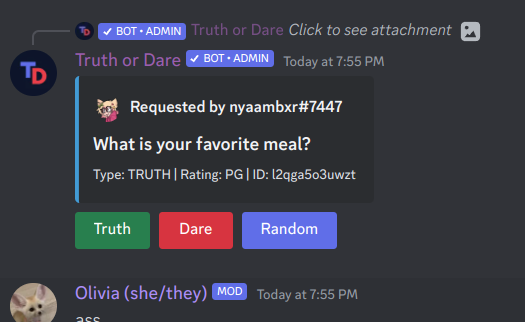 ✓ BOT • ADMIN Truth or Dare Click to see attachment
TD
Truth or Dare ✓ BOT • ADMIN Today at 7:55 PM
Requested by nyaambxr#7447
What is your favorite meal?
Type: TRUTH | Rating: PG | ID: l2qga5o3uwzt
Truth Dare Random
Olivia (she/they) MOD Today at 7:55 PM
ass